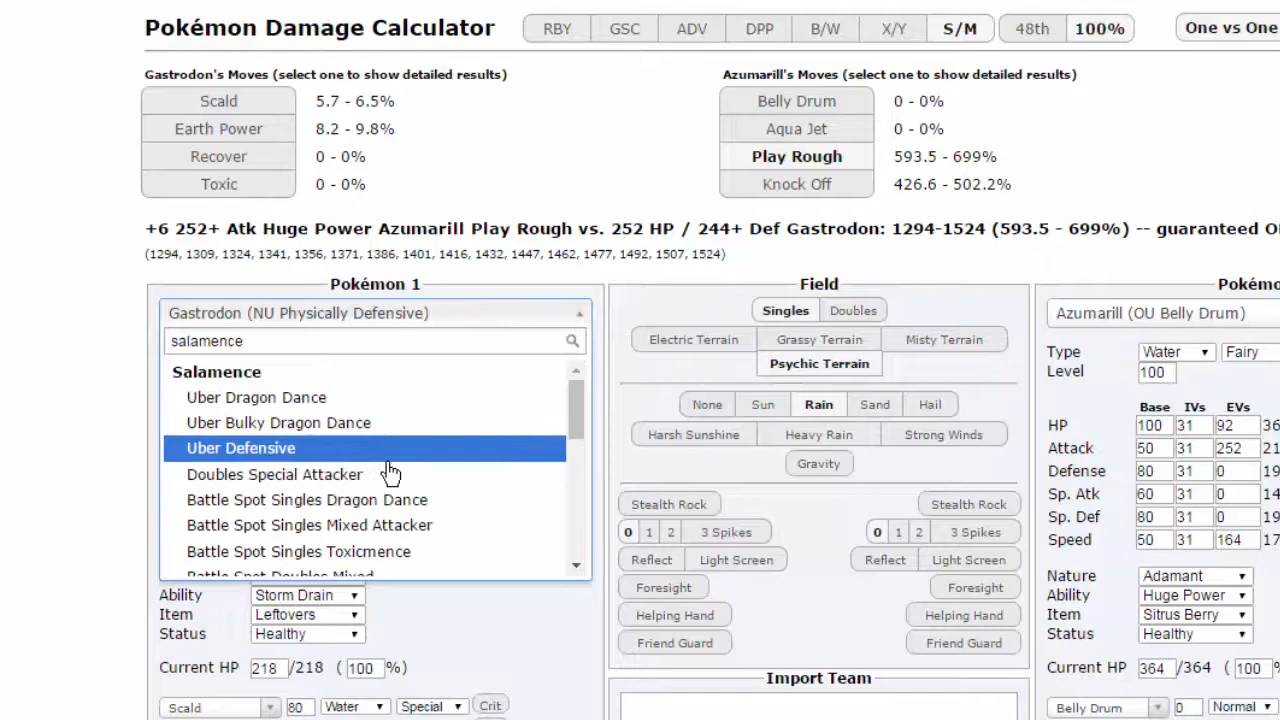 Pokémon Damage Calculator RBY GSC ADV DPP B/W X/Y S/M 48th 100% One vs One
Gastrodon's Moves (select one to show detailed results)
Scald 5.7 - 6.5%
Earth Power 8.2 - 9.8%
Recover 0 - 0%
Toxic 0 - 0%
Azumarill's Moves (select one to show detailed results)
Belly Drum 0 - 0%
Aqua Jet 0 - 0%
Play Rough 593.5 - 699%
Knock Off 426.6 - 502.2%
+6 252+ Atk Huge Power Azumarill Play Rough vs. 252 HP / 244+ Def Gastrodon: 1294-1524 (593.5 - 699%) -- guaranteed O
(1294, 1309, 1324, 1341, 1356, 1371, 1386, 1401, 1416, 1432, 1447, 1462, 1477, 1492, 1507, 1524)
Pokémon 1
Gastrodon (NU Physically Defensive)
salamence
Salamence
Uber Dragon Dance
Uber Bulky Dragon Dance
Uber Defensive
Doubles Special Attacker
Battle Spot Singles Dragon Dance
Battle Spot Singles Mixed Attacker
Battle Spot Singles Toxicmence
Battle Spot Doubles Mixed
Ability Storm Drain
Item Leftovers
Status Healthy
Current HP 218 /218 ( 100 %)
Scald 80 Water Special Crit
Field
Singles Doubles
Electric Terrain Grassy Terrain Misty Terrain
Psychic Terrain
None Sun Rain Sand Hail
Harsh Sunshine Heavy Rain Strong Winds
Gravity
Stealth Rock Stealth Rock
0 1 2 3 Spikes 0 1 2 3 Spikes
Reflect Light Screen Reflect Light Screen
Foresight Foresight
Helping Hand Helping Hand
Friend Guard Friend Guard
Import Team
Pokémo
Azumarill (OU Belly Drum)
Type Water Fairy
Level 100
Base IVs EVs
HP 100 31 92 36
Attack 50 31 252 21
Defense 80 31 0 19
Sp. Atk 60 31 0 15
Sp. Def 80 31 0 19
Speed 50 31 164 17
Nature Adamant
Ability Huge Power
Item Sitrus Berry
Status Healthy
Current HP 364 /364 ( 100 %
Belly Drum 0 Normal